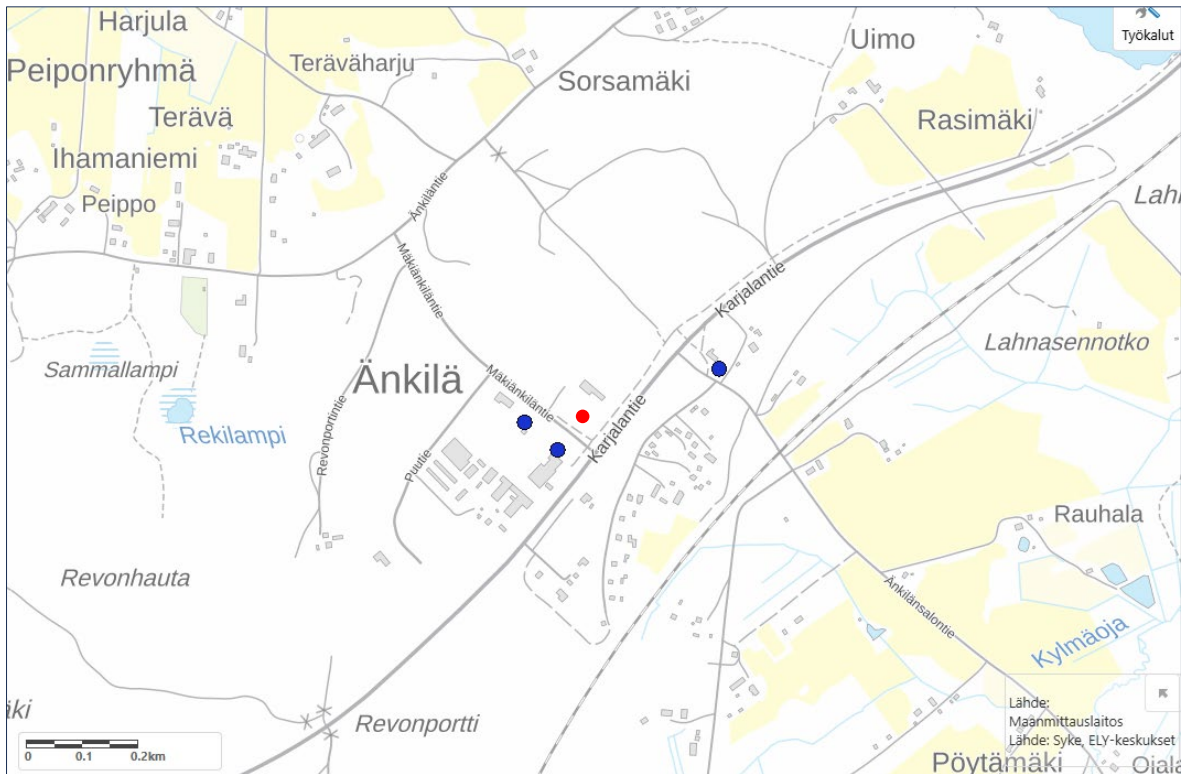 Harjula
Työkalut
Uimo
Peiponryhmä
Teräväharju
Sorsamäki
Terävä
Rasimäki
Ihamaniemi
Peippo
Änkiläntie
Mäkiänkiläntie
Karjalantie
Lahnasennotko
Sammallampi
Änkilä
Mäkiänkiläntie
Karjalantie
Rekilampi
Revonportintie
Puutie
Rauhala
Revonhauta
Änkilänsalontie
Kylmäoja
Revonportti
Lähde:
Maanmittauslaitos
Lähde: Syke, ELY-keskukset
0 0.1 0.2km
Pöytämäki